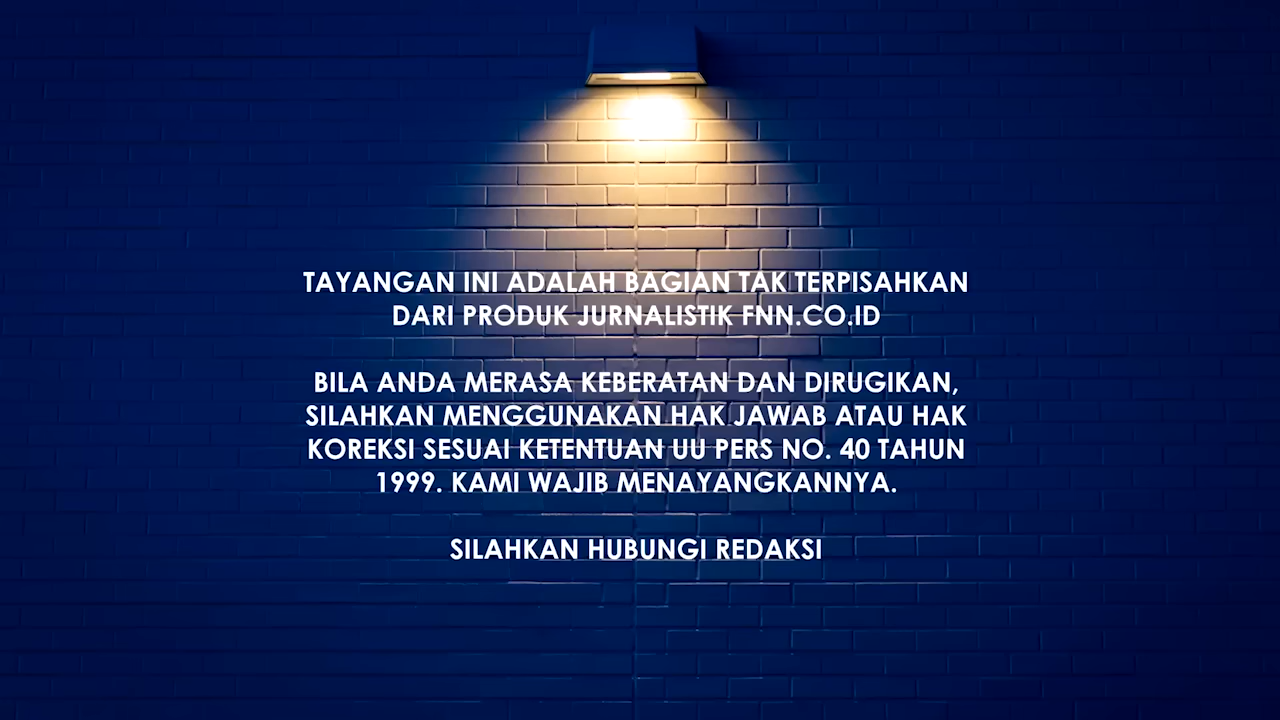 TAYANGAN INI ADALAH BAGIAN TAK TERPISAHKAN
DARI PRODUK JURNALISTIK FNN.CO.ID
BILA ANDA MERASA KEBERATAN DAN DIRUGIKAN,
SILAHKAN MENGGUNAKAN HAK JAWAB ATAU HAK
KOREKSI SESUAI KETENTUAN UU PERS NO. 40 TAHUN
1999. KAMI WAJIB MENAYANGKANNYA.
SILAHKAN HUBUNGI REDAKSI